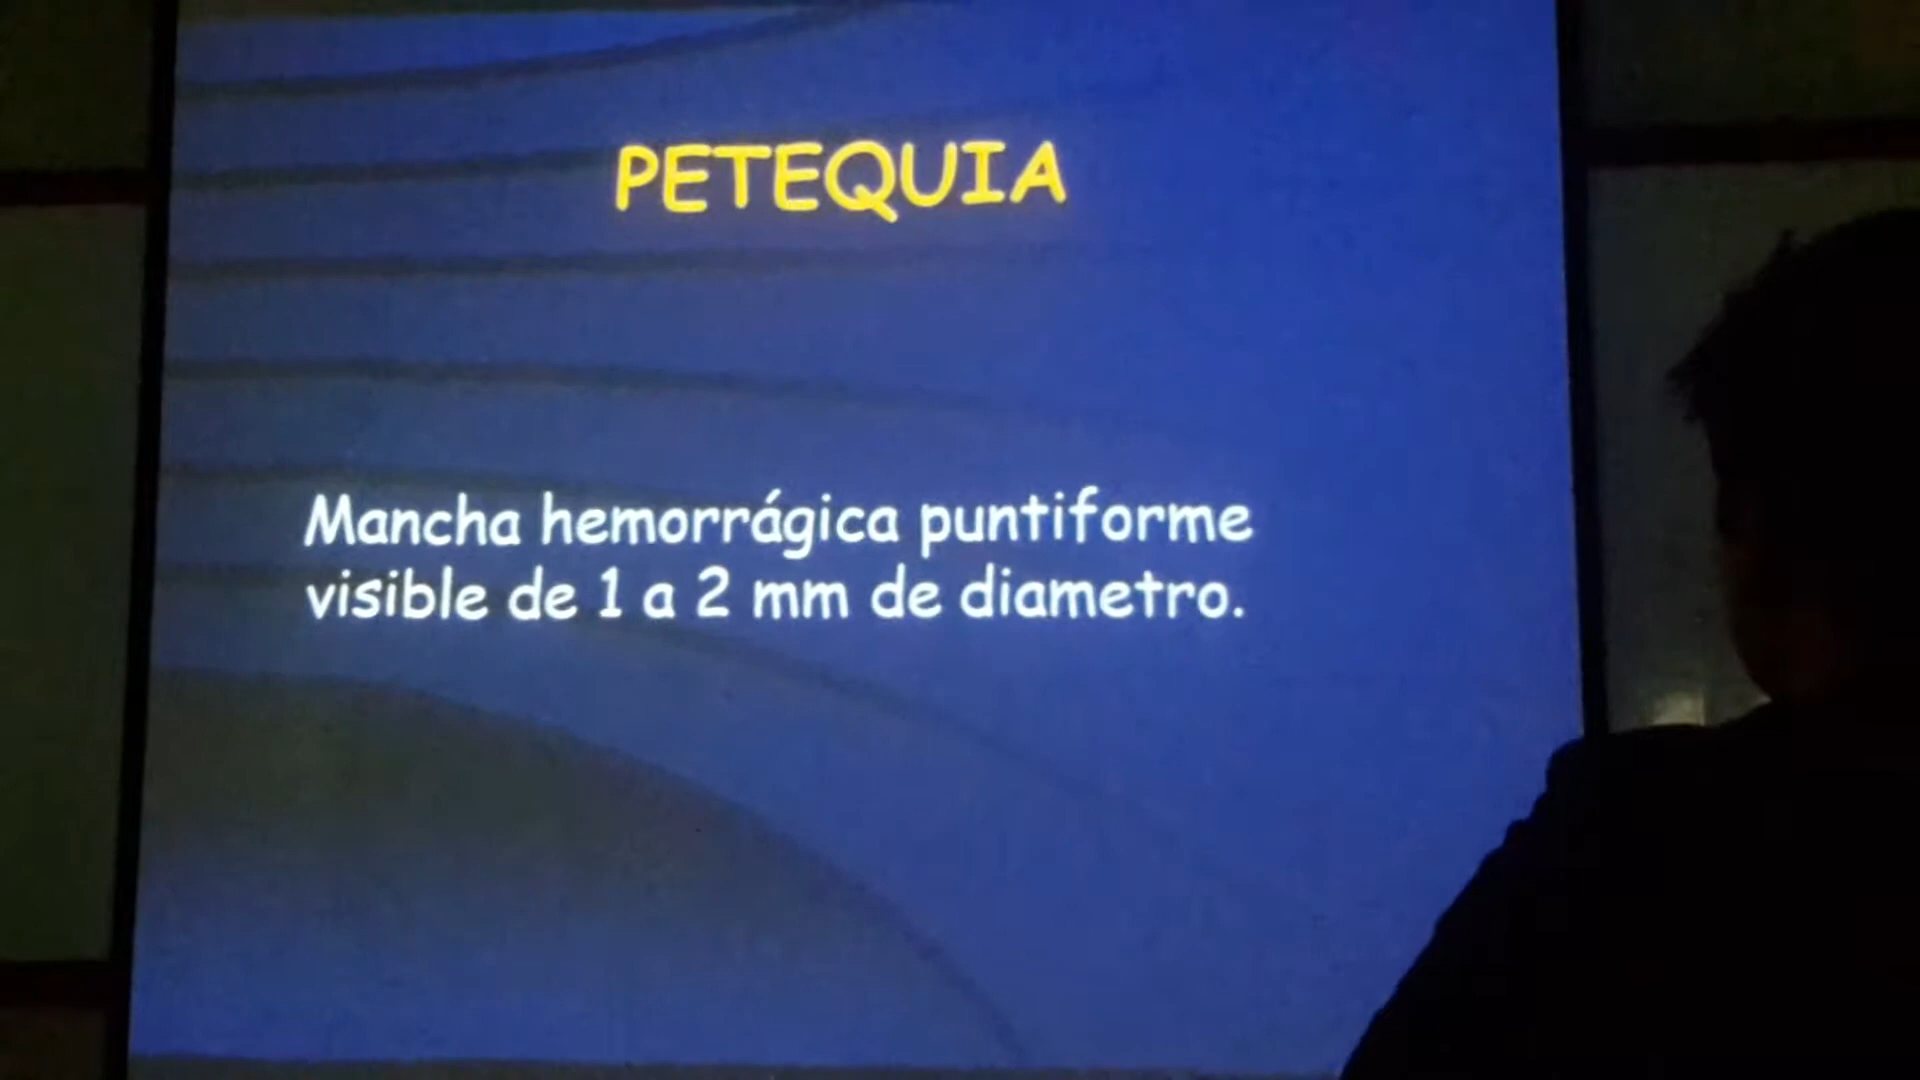 PETEQUIA
Mancha hemorrágica puntiforme
visible de 1 a 2 mm de diametro.